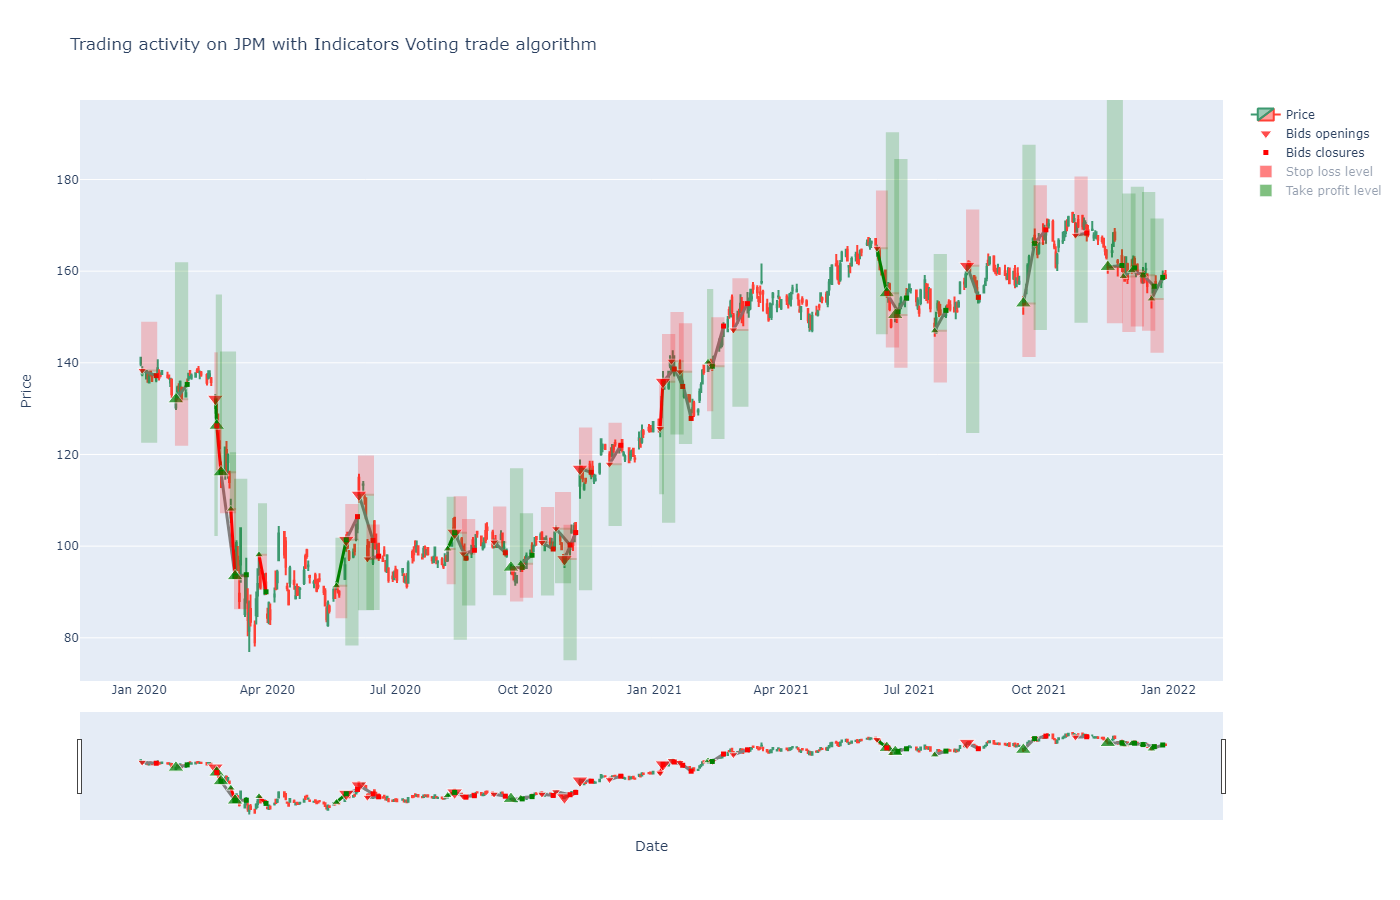 Trading activity on JPM with Indicators Voting trade algorithm
Price
Bids openings
Bids closures
Stop loss level
Take profit level
180
160
140
120
100
80
Price
Jan 2020
Apr 2020
Jul 2020
Oct 2020
Jan 2021
Apr 2021
Jul 2021
Oct 2021
Jan 2022
Date